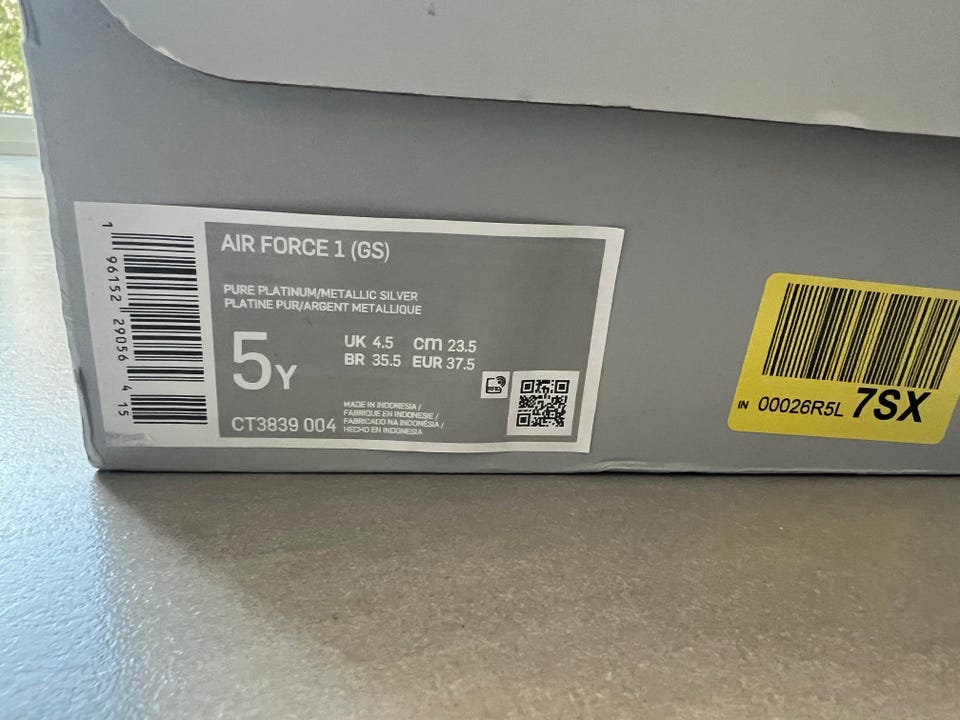 AIR FORCE 1 (GS)
PURE PLATINUM/METALLIC SILVER
PLATINE PUR/ARGENT METALLIQUE
5Y
UK 4.5 cm 23.5
BR 35.5 EUR 37.5
CT3839 004
MADE IN INDONESIA /
FABRIQUE EN INDONESIE /
FABRICADO NA INDONÉSIA /
HECHO EN INDONESIA
1 96152 29056 4 15
IN 00026R5L 7SX